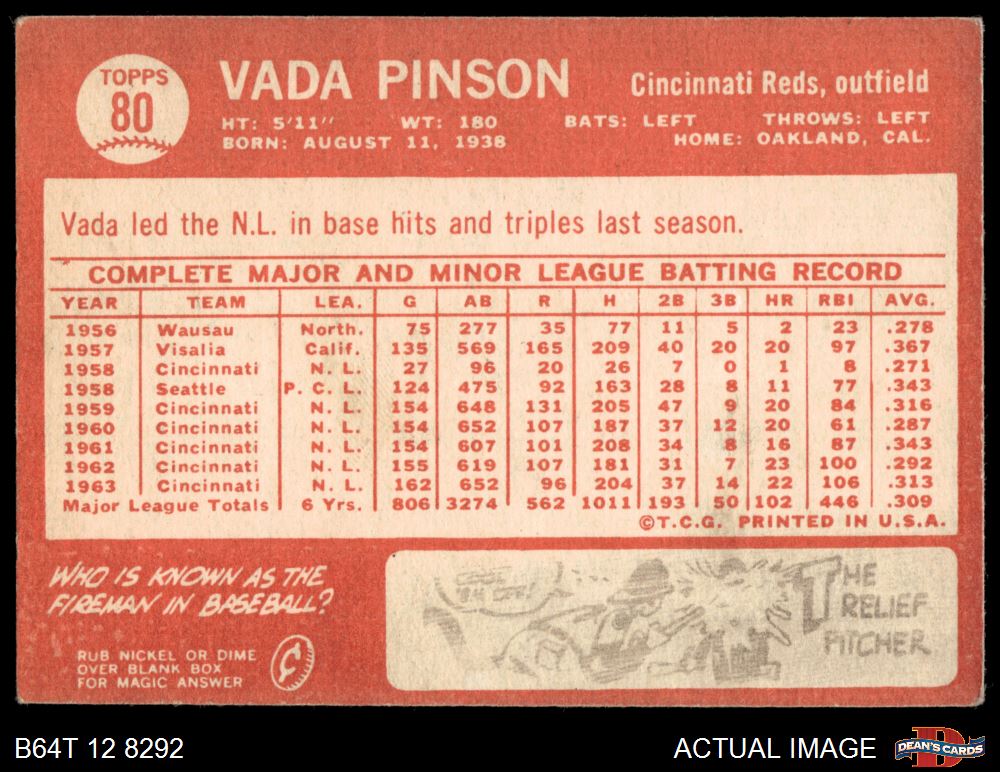 TOPPS
80
VADA PINSON
Cincinnati Reds, outfield
HT: 5'11" WT: 180 BATS: LEFT THROWS: LEFT
BORN: AUGUST 11, 1938 HOME: OAKLAND, CAL.
Vada led the N.L. in base hits and triples last season.
COMPLETE MAJOR AND MINOR LEAGUE BATTING RECORD
YEAR TEAM LEA. G AB R H 2B 3B HR RBI AVG.
1956 Wausau North. 75 277 35 77 11 5 2 23 .278
1957 Visalia Calif. 135 569 165 209 40 20 20 97 .367
1958 Cincinnati N. L. 27 96 20 26 7 0 1 8 .271
1958 Seattle P. C. L. 124 475 92 163 28 8 11 77 .343
1959 Cincinnati N. L. 154 648 131 205 47 9 20 84 .316
1960 Cincinnati N. L. 154 652 107 187 37 12 20 61 .287
1961 Cincinnati N. L. 154 607 101 208 34 8 16 87 .343
1962 Cincinnati N. L. 155 619 107 181 31 7 23 100 .292
1963 Cincinnati N. L. 162 652 96 204 37 14 22 106 .313
Major League Totals 6 Yrs. 806 3274 562 1011 193 50 102 446 .309
©T.C.G. PRINTED IN U.S.A.
WHO IS KNOWN AS THE
FIREMAN IN BASEBALL?
RUB NICKEL OR DIME
OVER BLANK BOX
FOR MAGIC ANSWER
¢
THE
RELIEF
PITCHER
B64T 12 8292
ACTUAL IMAGE
DEAN'S CARDS